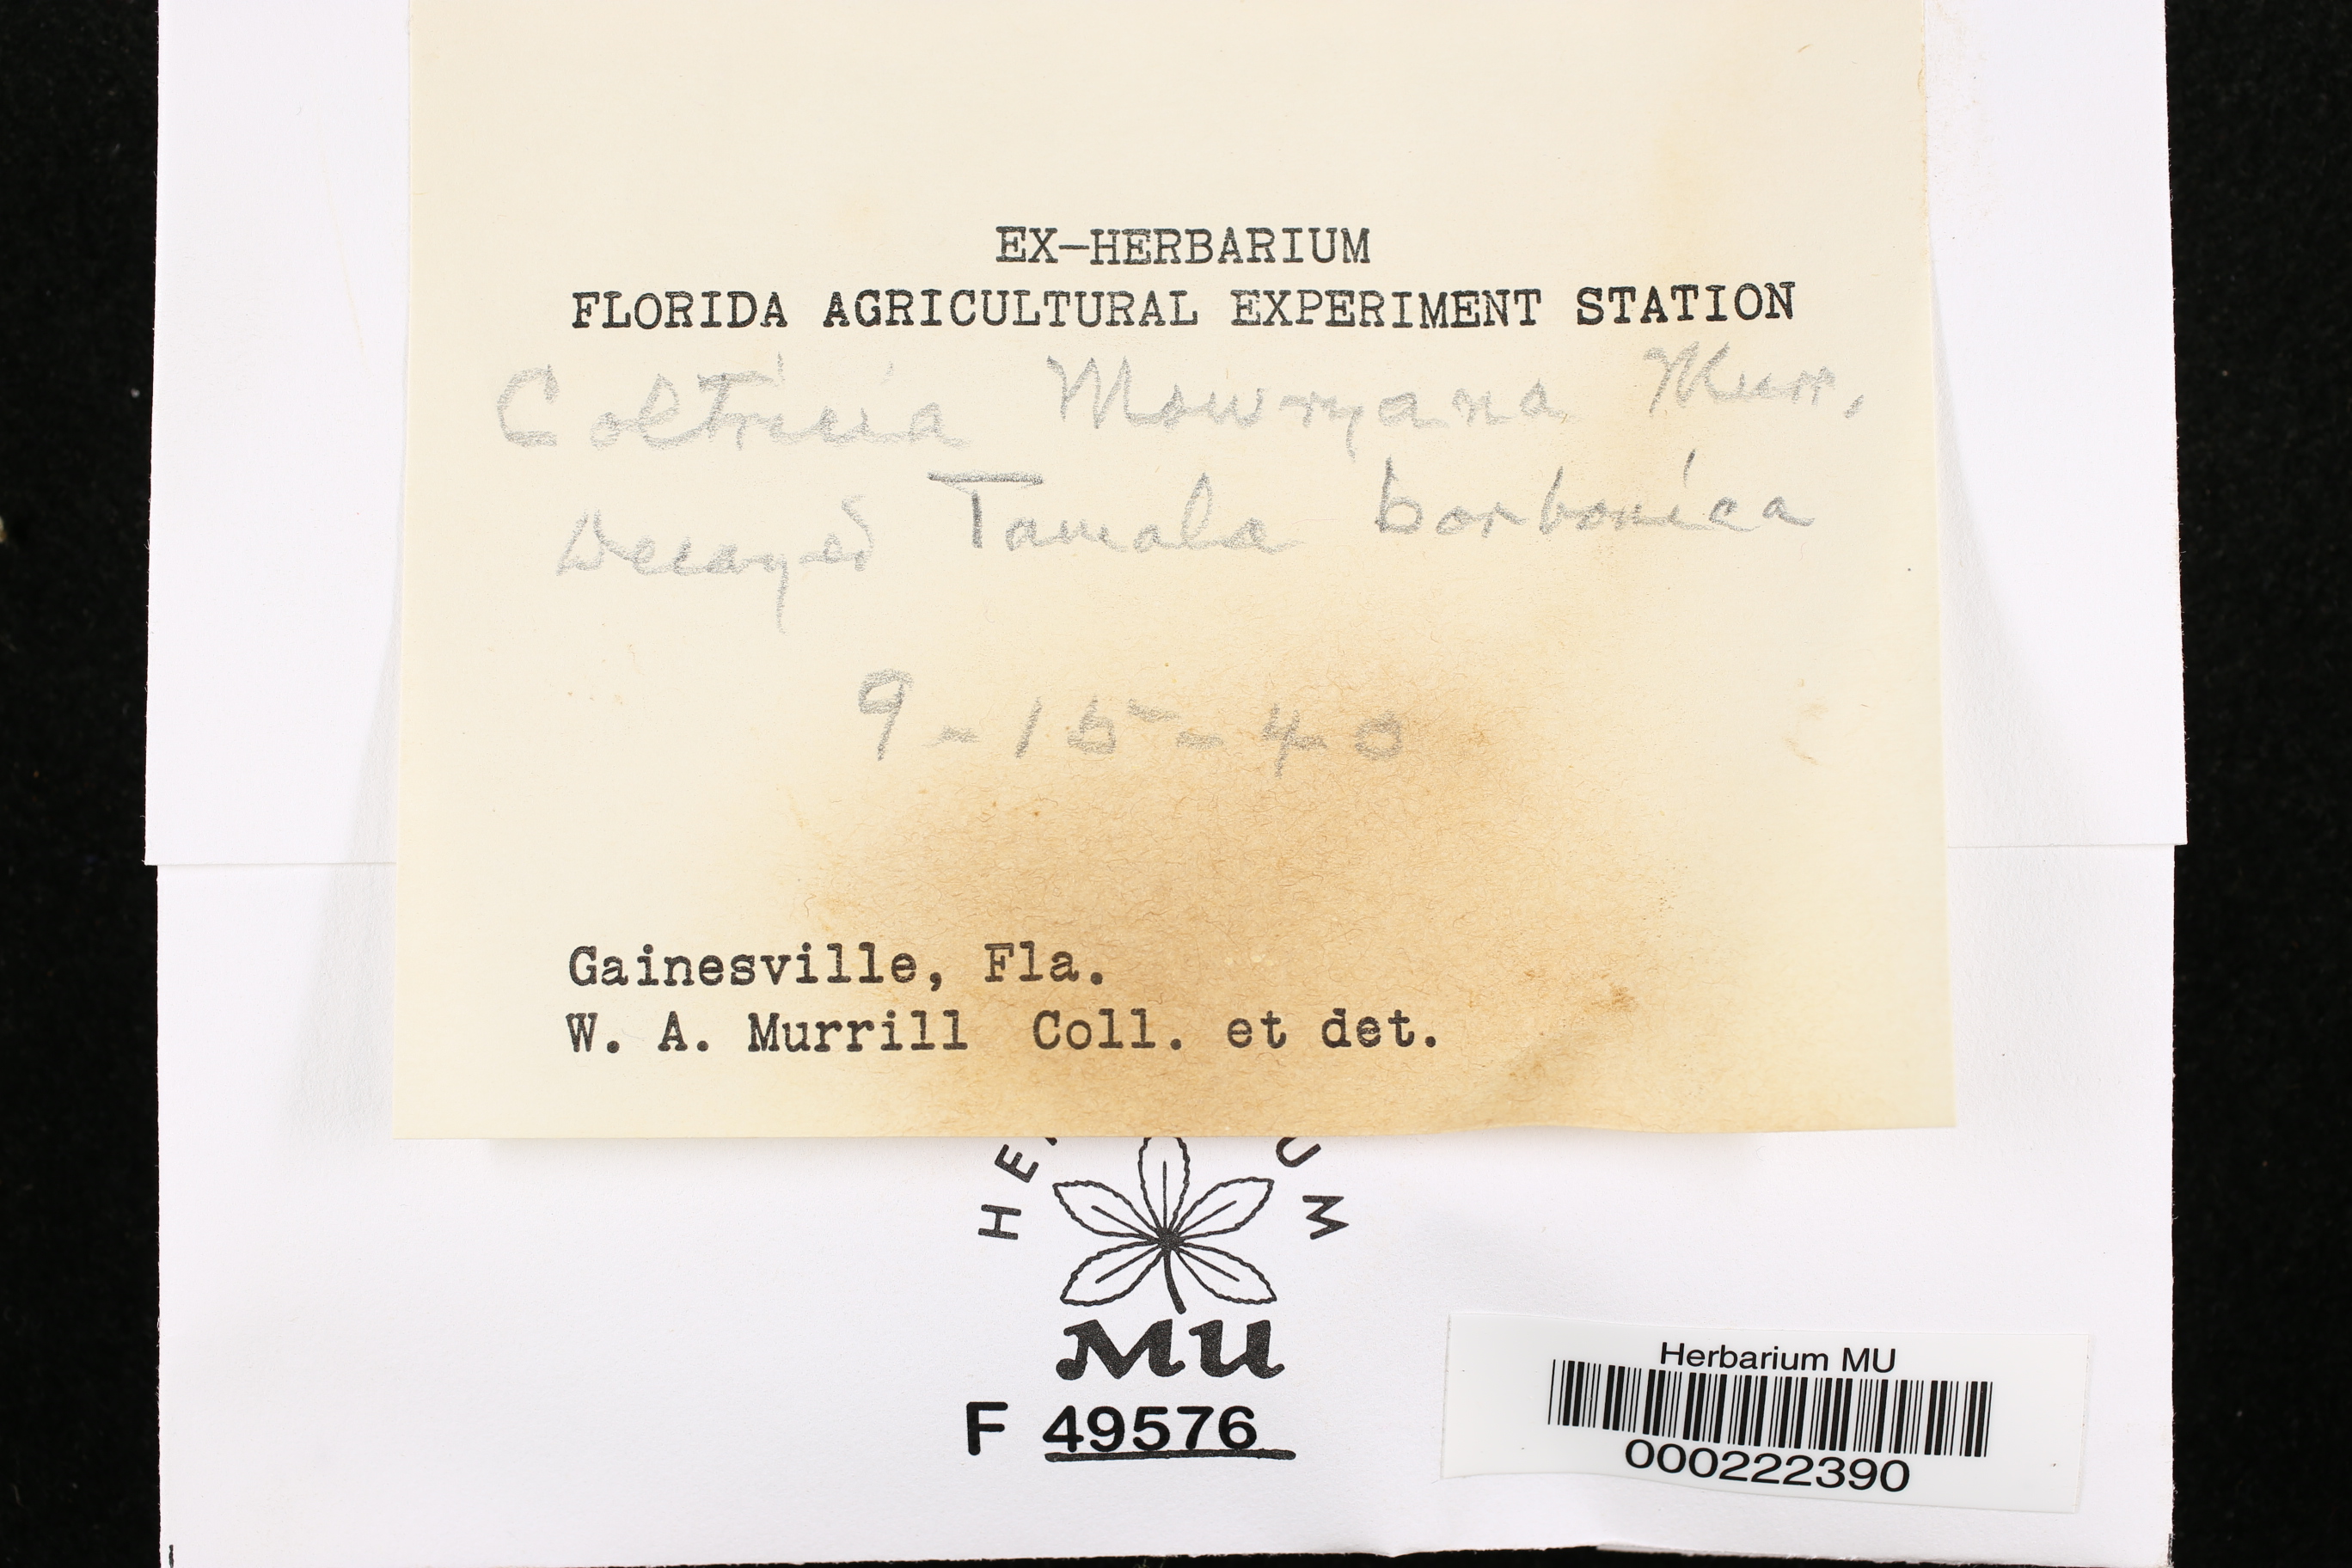 EX-HERBARIUM
FLORIDA AGRICULTURAL EXPERIMENT STATION
Coltricia Mowryana Murr.
Decayed Tamala borbonica
9-15-40
Gainesville, Fla.
W. A. Murrill Coll. et det.
MU
F 49576
Herbarium MU
000222390